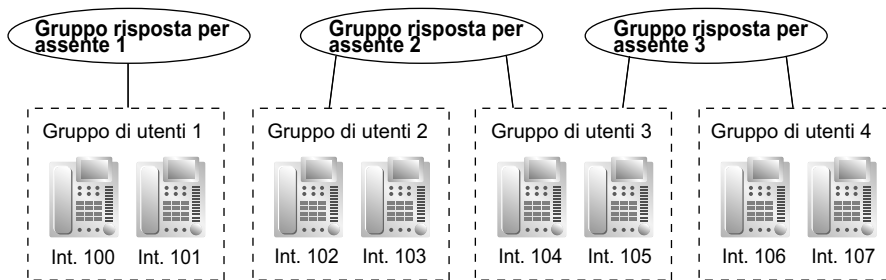 Gruppo risposta per
assente 1
Gruppo risposta per
assente 2
Gruppo risposta per
assente 3
Gruppo di utenti 1
Gruppo di utenti 2
Gruppo di utenti 3
Gruppo di utenti 4
Int. 100
Int. 101
Int. 102
Int. 103
Int. 104
Int. 105
Int. 106
Int. 107